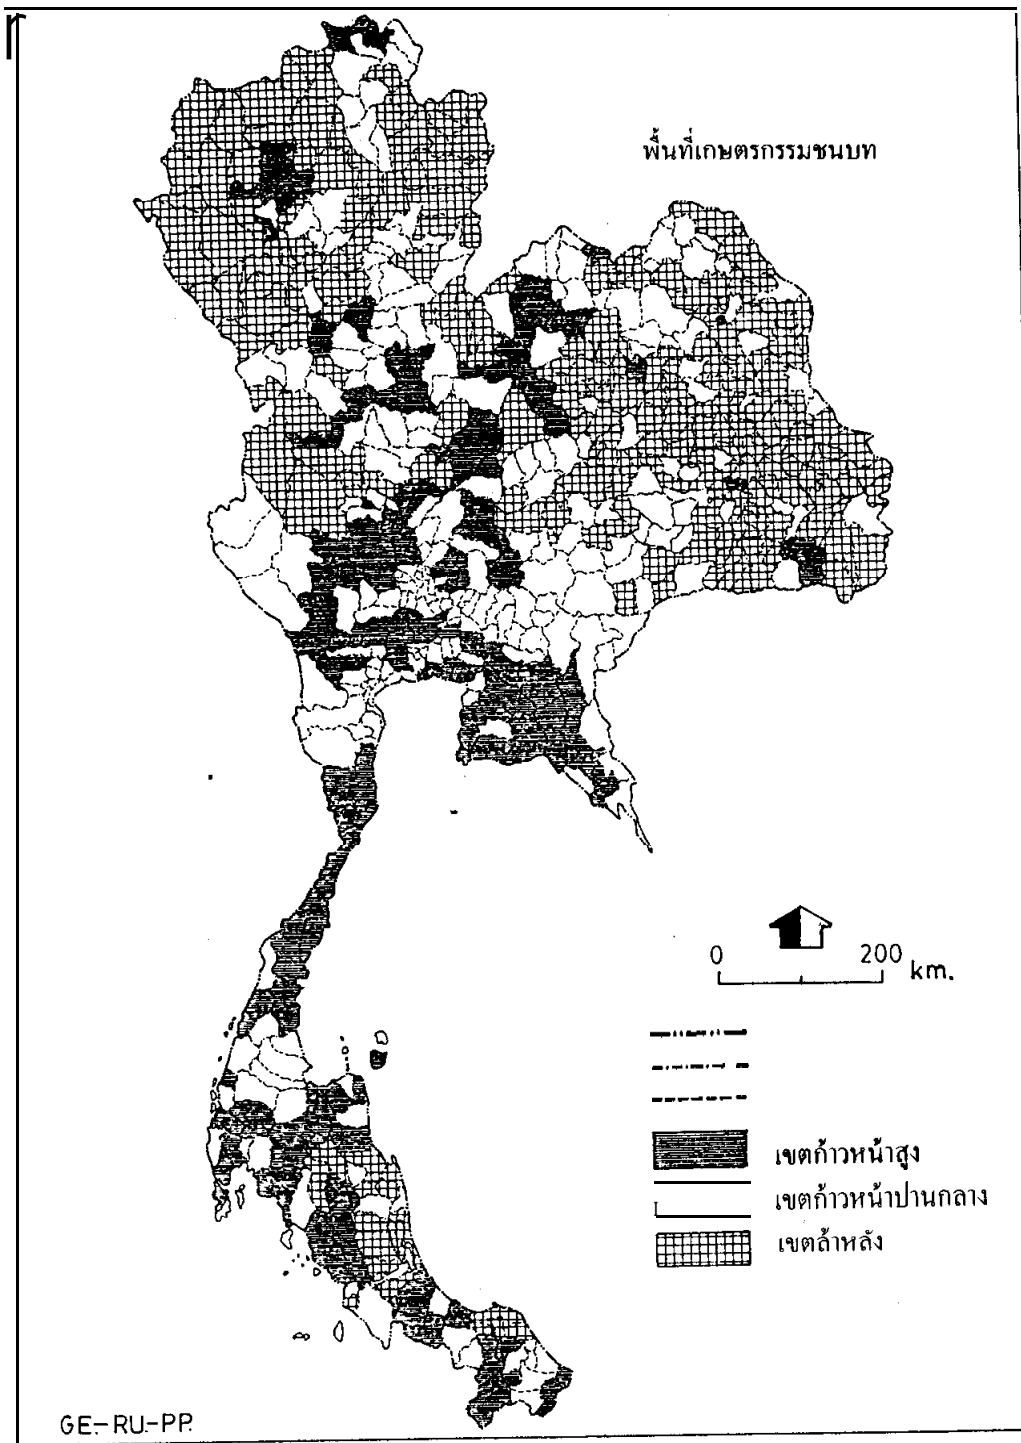 พื้นที่เกษตรกรรมชนบท
0 200 km.
เขตก้าวหน้าสูง
เขตก้าวหน้าปานกลาง
เขตล้าหลัง
GE-RU-PP.